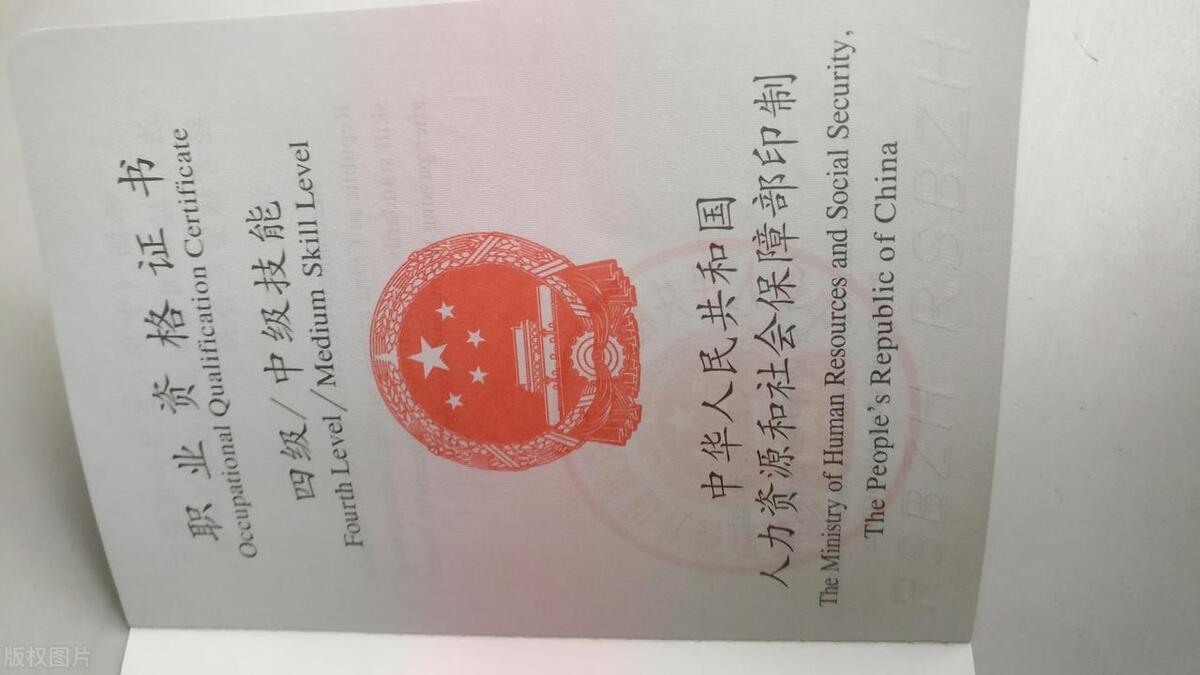 职业资格证书
Occupational Qualification Certificate
四级/中级技能
Fourth Level/Medium Skill Level
中华人民共和国
人力资源和社会保障部印制
The Ministry of Human Resources and Social Security,
The People's Republic of China
RSBZH RSBZH
版权图片